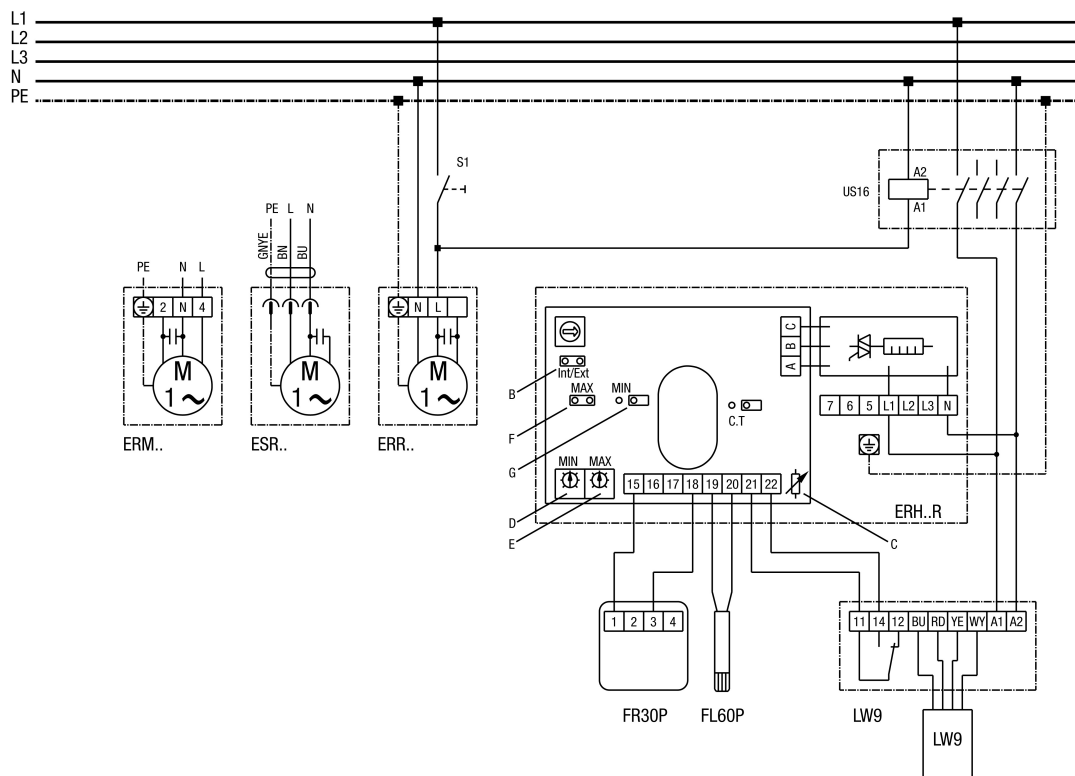 L1
L2
L3
N
PE
S1
US16
A2
A1
PE L N
GNYE
BN
BU
PE N L
2 N 4
M
1
ERM..
M
1
ESR..
N L
M
1
ERR..
Int/Ext
MAX MIN
C.T
MIN MAX
B
F
G
D
E
C
B
A
7 6 5 L1 L2 L3 N
15 16 17 18 19 20 21 22
ERH..R
C
1 2 3 4
11 14 12 BU RD YE WY A1 A2
FR30P
FL60P
LW9
LW9